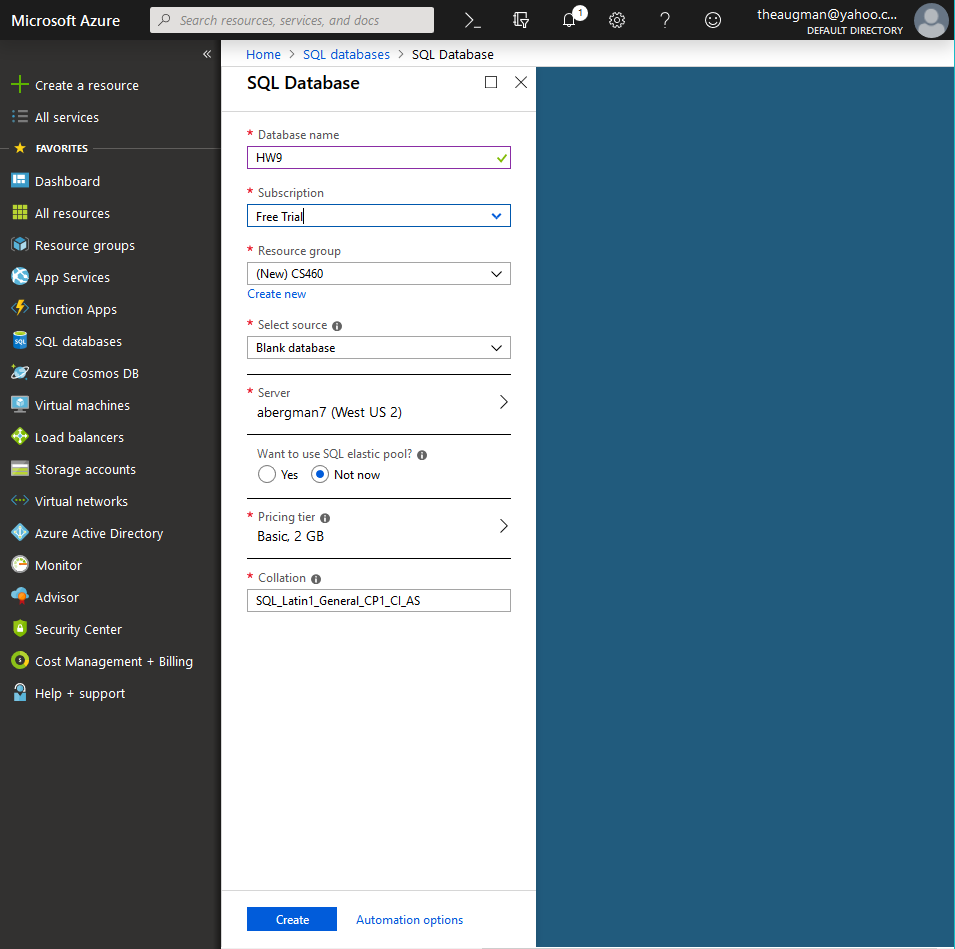 Microsoft Azure
Search resources, services, and docs
1
theaugman@yahoo.c...
DEFAULT DIRECTORY
Create a resource
All services
FAVORITES
Dashboard
All resources
Resource groups
App Services
Function Apps
SQL databases
Azure Cosmos DB
Virtual machines
Load balancers
Storage accounts
Virtual networks
Azure Active Directory
Monitor
Advisor
Security Center
Cost Management + Billing
Help + support
Home > SQL databases > SQL Database
SQL Database
* Database name
HW9
* Subscription
Free Trial
* Resource group
(New) CS460
Create new
* Select source
Blank database
* Server
abergman7 (West US 2)
Want to use SQL elastic pool?
Yes Not now
* Pricing tier
Basic, 2 GB
* Collation
SQL_Latin1_General_CP1_CI_AS
Create Automation options